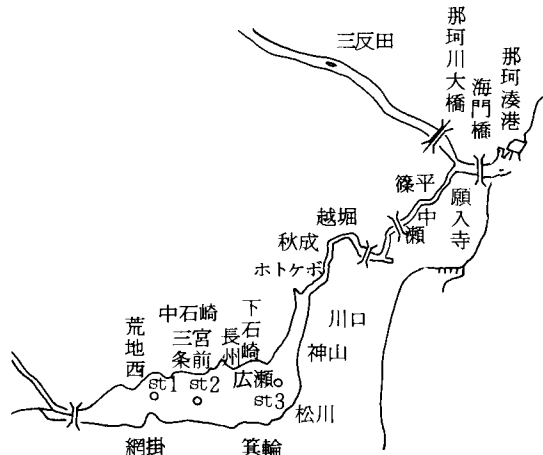 三反田
那珂川大橋
海門橋
那珂湊港
篠平
中瀬
願入寺
越堀
秋成
ホトケボ
川口
神山
下石崎
長州
広瀬
中石崎
三宮前
条
荒地西
st1
st2
st3
松川
網掛
箕輪